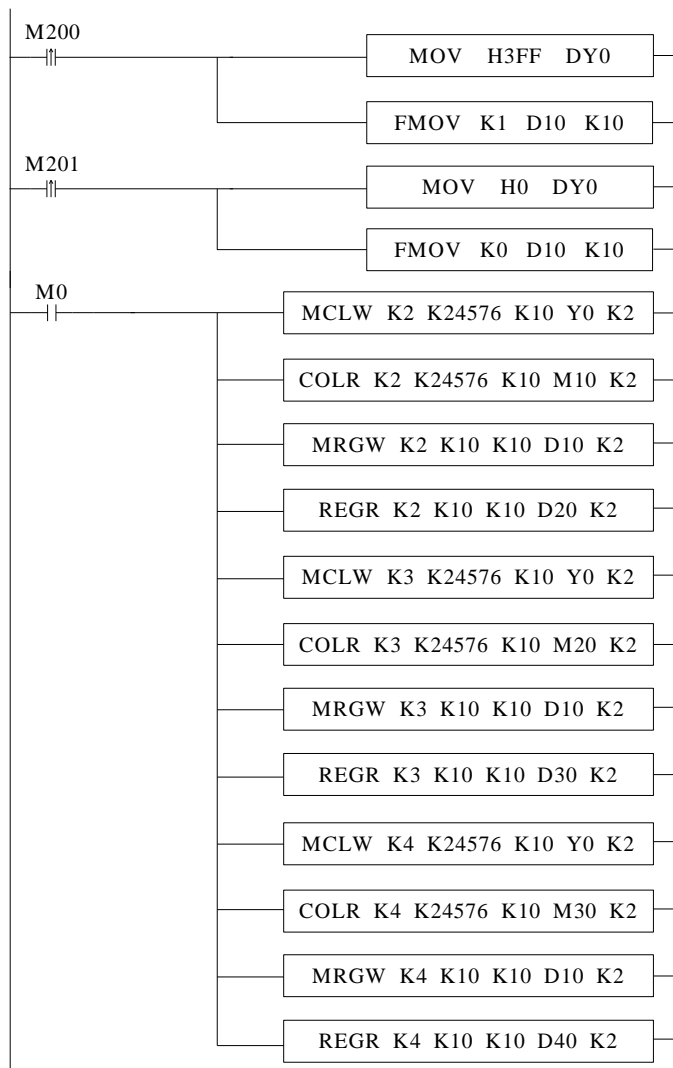 M200
MOV H3FF DY0
FMOV K1 D10 K10
M201
MOV H0 DY0
FMOV K0 D10 K10
M0
MCLW K2 K24576 K10 Y0 K2
COLR K2 K24576 K10 M10 K2
MRGW K2 K10 K10 D10 K2
REGR K2 K10 K10 D20 K2
MCLW K3 K24576 K10 Y0 K2
COLR K3 K24576 K10 M20 K2
MRGW K3 K10 K10 D10 K2
REGR K3 K10 K10 D30 K2
MCLW K4 K24576 K10 Y0 K2
COLR K4 K24576 K10 M30 K2
MRGW K4 K10 K10 D10 K2
REGR K4 K10 K10 D40 K2